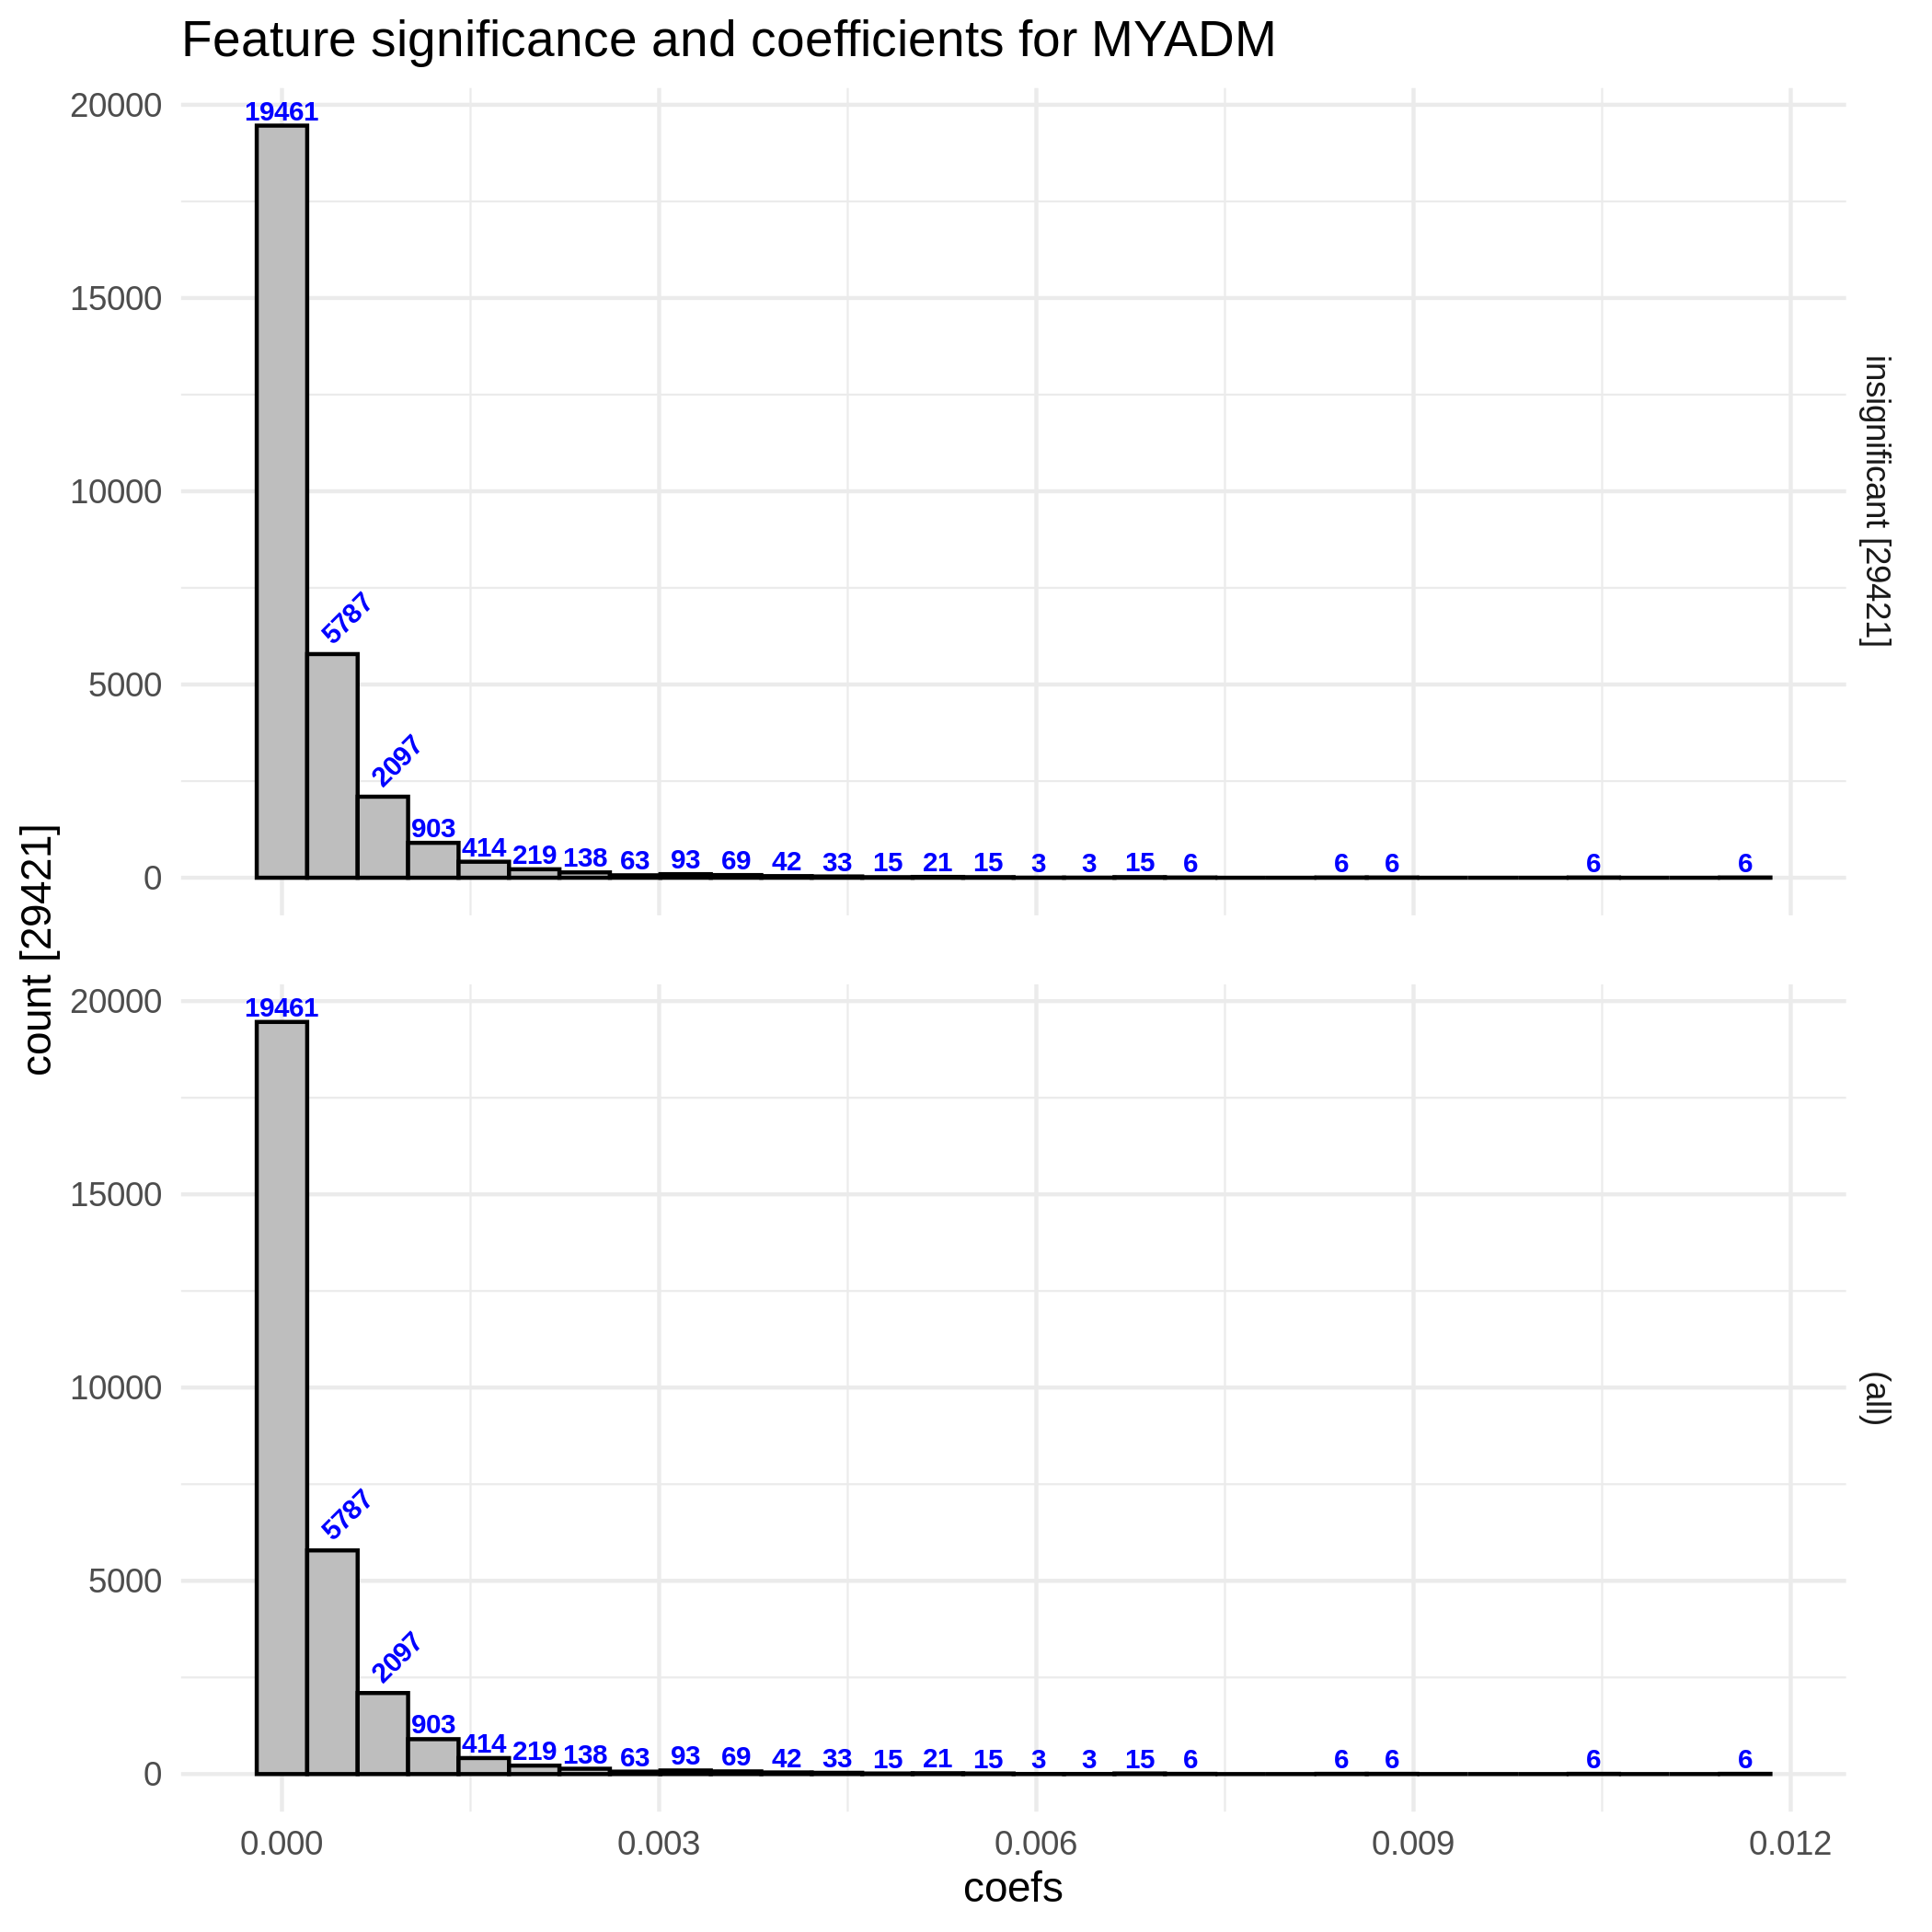 Feature significance and coefficients for MYADM
count [29421]
20000
15000
10000
5000
0
19461
5787
2097
903 414 219 138 63 93 69 42 33 15 21 15 3 3 15 6 6 6 6 6
insignificant [29421]
20000
15000
10000
5000
0
19461
5787
2097
903 414 219 138 63 93 69 42 33 15 21 15 3 3 15 6 6 6 6 6
(all)
0.000 0.003 0.006 0.009 0.012
coefs